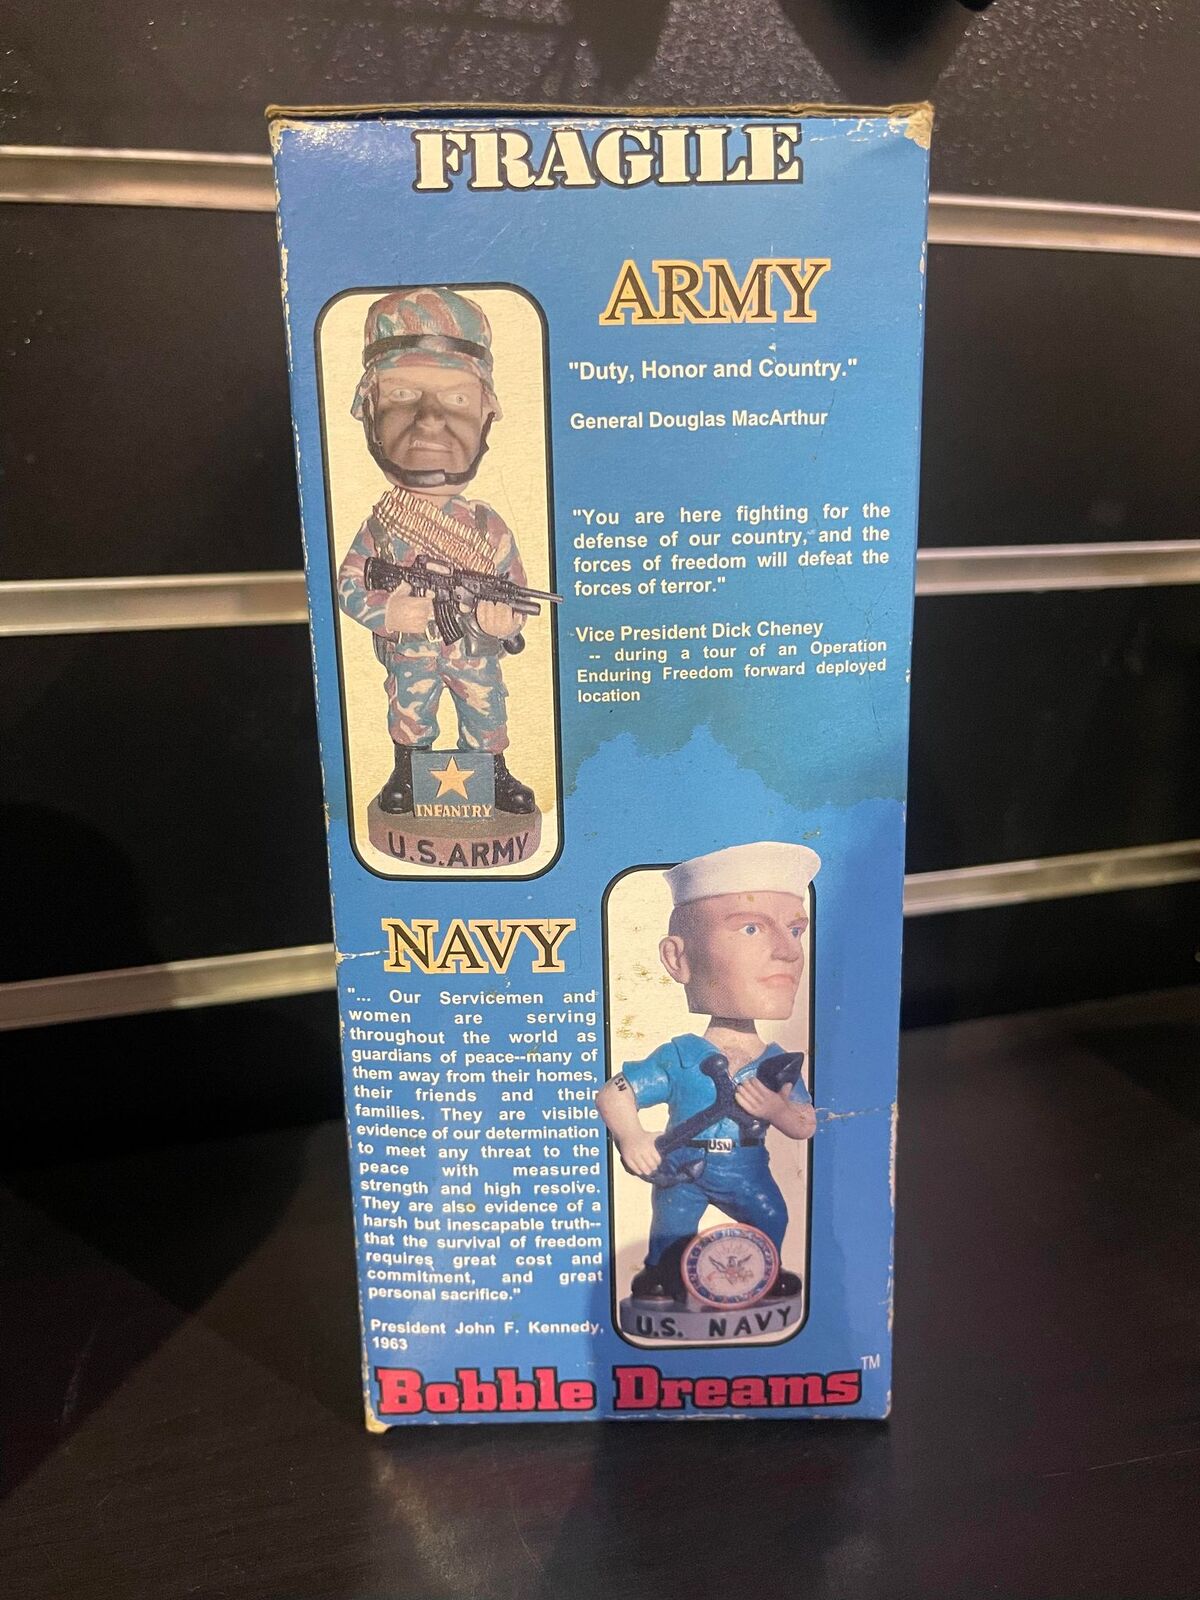 FRAGILE
ARMY
"Duty, Honor and Country."
General Douglas MacArthur
"You are here fighting for the
defense of our country, and the
forces of freedom will defeat the
forces of terror."
Vice President Dick Cheney
-- during a tour of an Operation
Enduring Freedom forward deployed
location
INFANTRY
U.S.ARMY
NAVY
"... Our Servicemen and
women are serving
throughout the world as
guardians of peace--many of
them away from their homes,
their friends and their
families. They are visible
evidence of our determination
to meet any threat to the
peace with measured
strength and high resolve.
They are also evidence of a
harsh but inescapable truth--
that the survival of freedom
requires great cost and
commitment, and great
personal sacrifice."
President John F. Kennedy,
1963
USN
U.S. NAVY
Bobble Dreams™